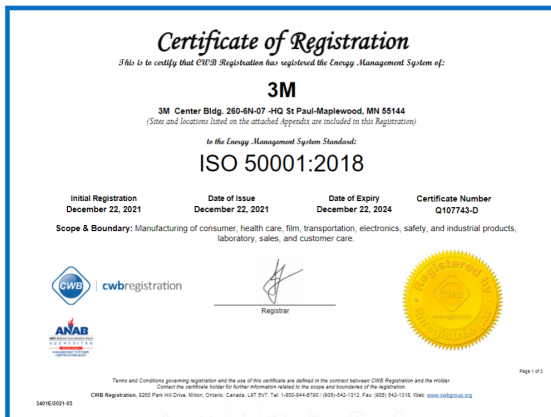 Certificate of Registration
This is to certify that CWB Registration has registered the Energy Management System of:
3M
3M Center Bldg. 260-6N-07 -HQ St Paul-Maplewood, MN 55144
(Sites and locations listed on the attached Appendix are included in this Registration)
to the Energy Management System Standard:
ISO 50001:2018
Initial Registration Date of Issue Date of Expiry Certificate Number
December 22, 2021 December 22, 2021 December 22, 2024 Q107743-D
Scope & Boundary: Manufacturing of consumer, health care, film, transportation, electronics, safety, and industrial products,
laboratory, sales, and customer care.
CWB cwbregistration
Registrar
Registered by
CWB
cwbregistration
ANAB
ACCREDITED
Page 1 of 3
Terms and Conditions governing registration and the use of this certificate are defined in the contract between CWB Registration and the Holder.
Contact the certificate holder for further information related to the scope and boundaries of the registration
CWB Registration, 8260 Park Hill Drive, Milton, Ontario, Canada, L9T 5V7, Tel: 1-800-844-6790 / (905)-542-1312, Fax: (905) 542-1318, Web: www.cwbgroup.org
3401E/2021-05